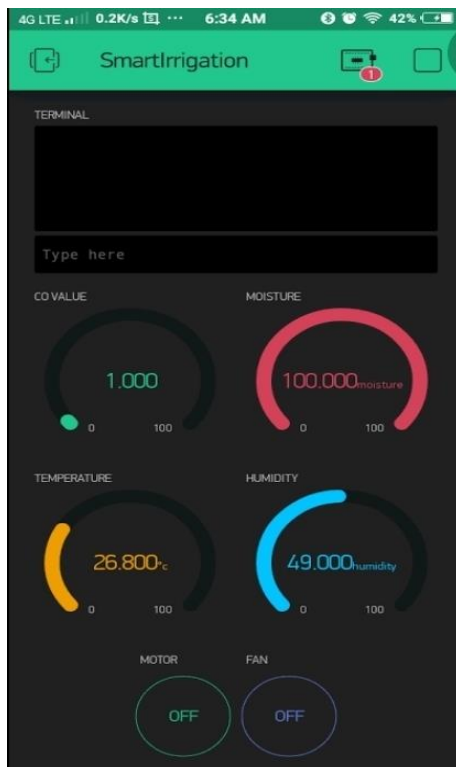 4G LTE 0.2K/s ... 6:34 AM 42%
SmartIrrigation
1
TERMINAL
Type here
CO VALUE MOISTURE
1.000 100.000moisture
0 100 0 100
TEMPERATURE HUMIDITY
26.800°c 49.000humidity
0 100 0 100
MOTOR FAN
OFF OFF